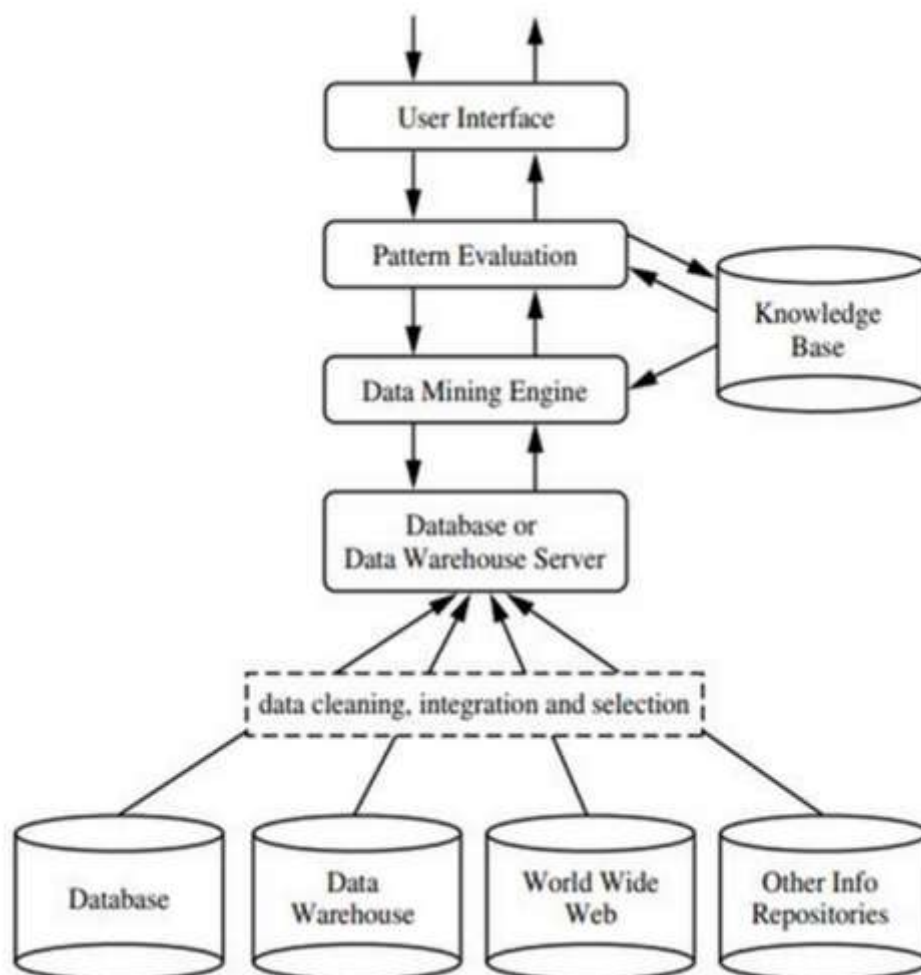 User Interface
Pattern Evaluation
Knowledge
Base
Data Mining Engine
Database or
Data Warehouse Server
data cleaning, integration and selection
Database
Data
Warehouse
World Wide
Web
Other Info
Repositories